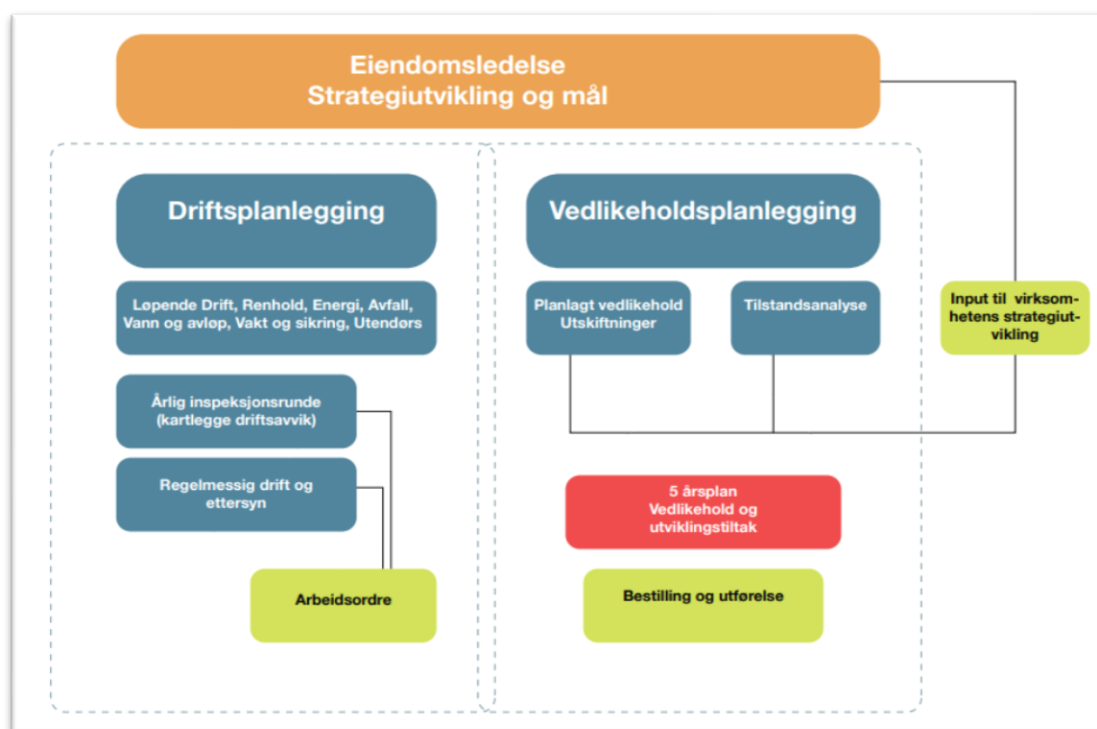 Eiendomsledelse
Strategiutvikling og mål
Driftsplanlegging
Løpende Drift, Renhold, Energi, Avfall,
Vann og avløp, Vakt og sikring, Utendørs
Årlig inspeksjonsrunde
(kartlegge driftsavvik)
Regelmessig drift og
ettersyn
Arbeidsordre
Vedlikeholdsplanlegging
Planlagt vedlikehold
Utskiftninger
Tilstandsanalyse
5 årsplan
Vedlikehold og
utviklingstiltak
Bestilling og utførelse
Input til virksom-
hetens strategiut-
vikling